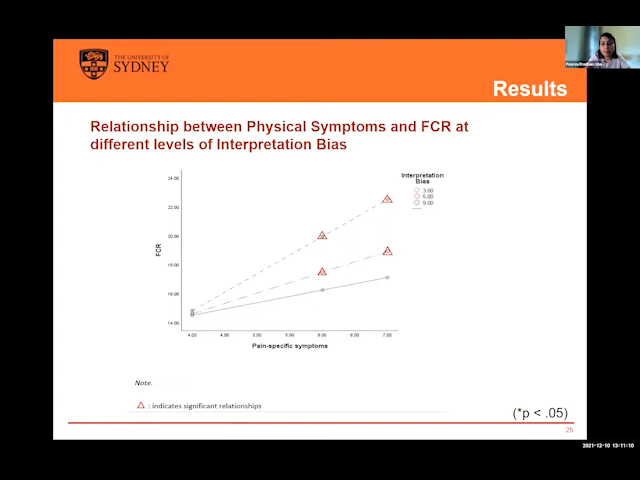 THE UNIVERSITY OF
SYDNEY
Results
Relationship between Physical Symptoms and FCR at
different levels of Interpretation Bias
Interpretation
Bias
3.00
5.00
9.00
FCR
24.00
22.00
20.00
18.00
16.00
14.00
4.00 4.50 5.00 5.50 6.00 6.50 7.00
Pain-specific symptoms
Note.
: indicates significant relationships
(*p < .05)
25
2021-12-10 13:11:10